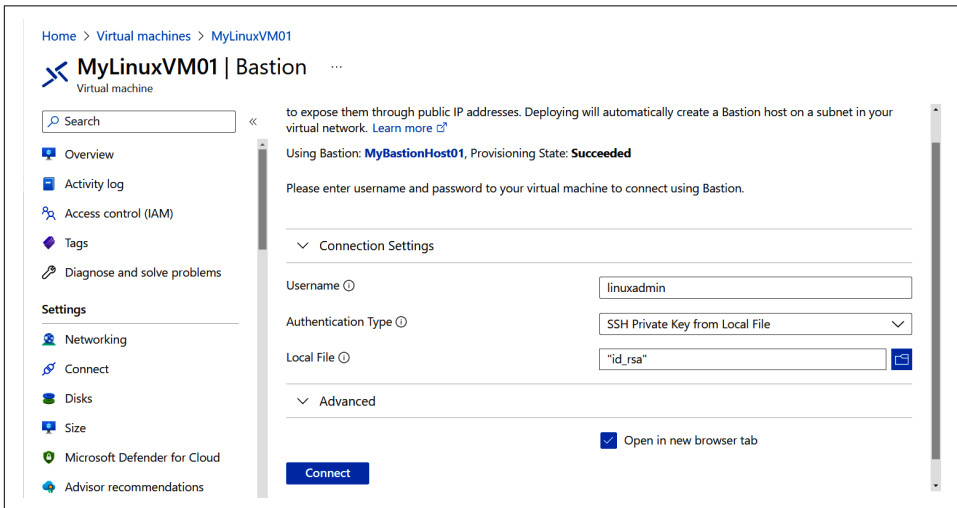 Home > Virtual machines > MyLinuxVM01
MyLinuxVM01 | Bastion ...
Virtual machine
Search
«
Overview
Activity log
Access control (IAM)
Tags
Diagnose and solve problems
Settings
Networking
Connect
Disks
Size
Microsoft Defender for Cloud
Advisor recommendations
to expose them through public IP addresses. Deploying will automatically create a Bastion host on a subnet in your
virtual network. Learn more
Using Bastion: MyBastionHost01, Provisioning State: Succeeded
Please enter username and password to your virtual machine to connect using Bastion.
Connection Settings
Username
linuxadmin
Authentication Type
SSH Private Key from Local File
Local File
"id_rsa"
Advanced
Open in new browser tab
Connect